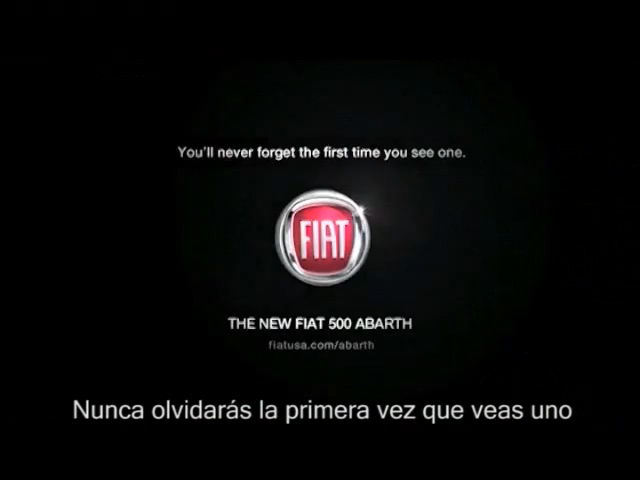 You'll never forget the first time you see one.
FIAT
THE NEW FIAT 500 ABARTH
fiatusa.com/abarth
Nunca olvidarás la primera vez que veas uno